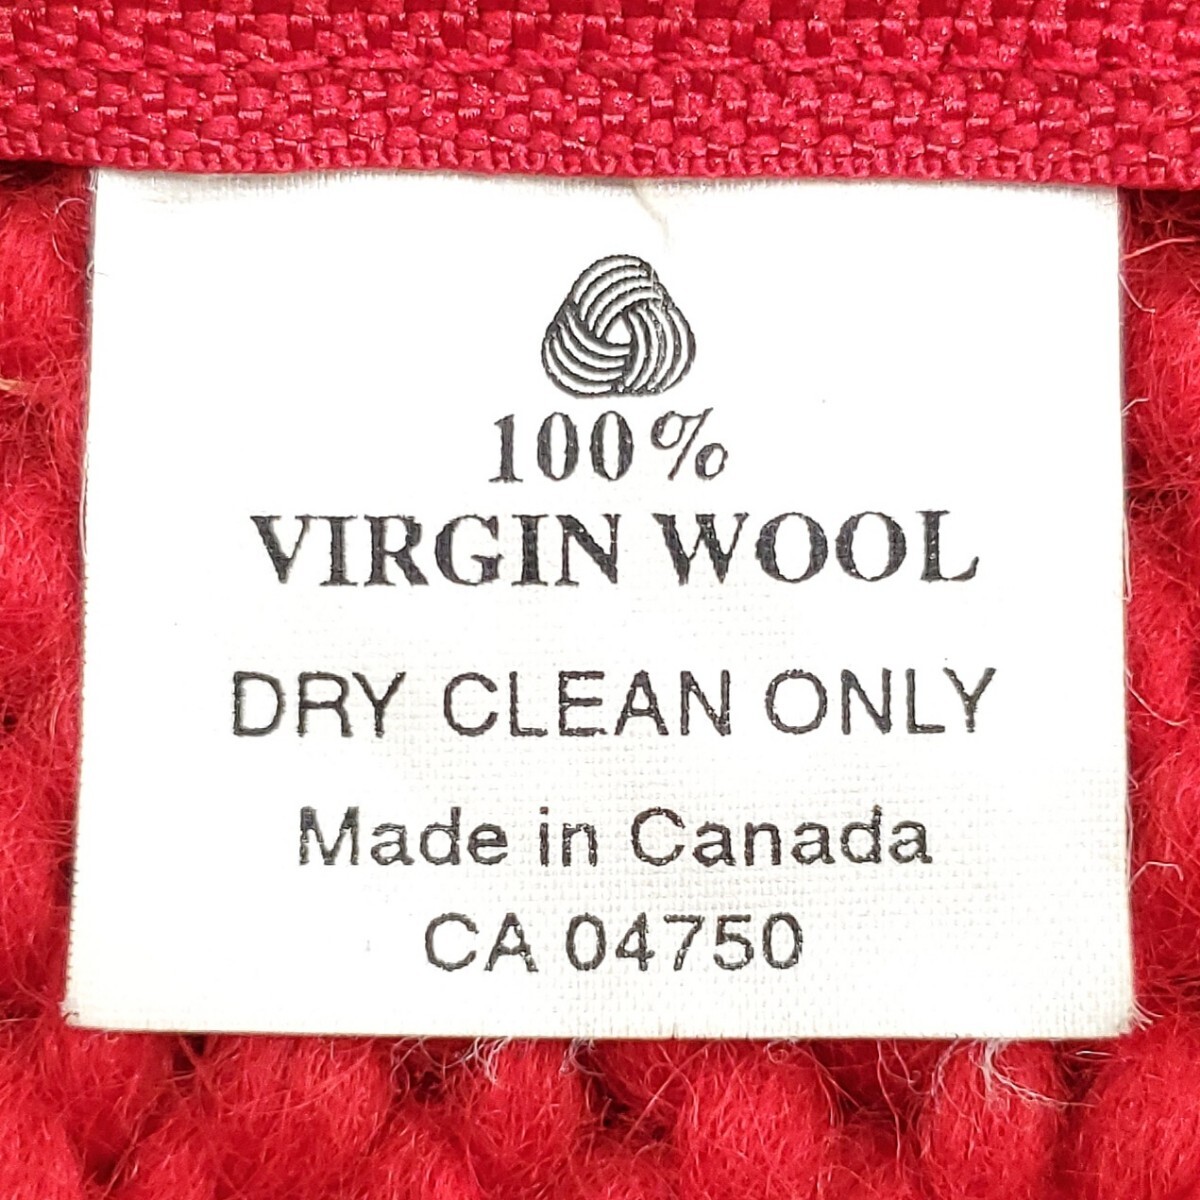 100%
VIRGIN WOOL
DRY CLEAN ONLY
Made in Canada
CA 04750